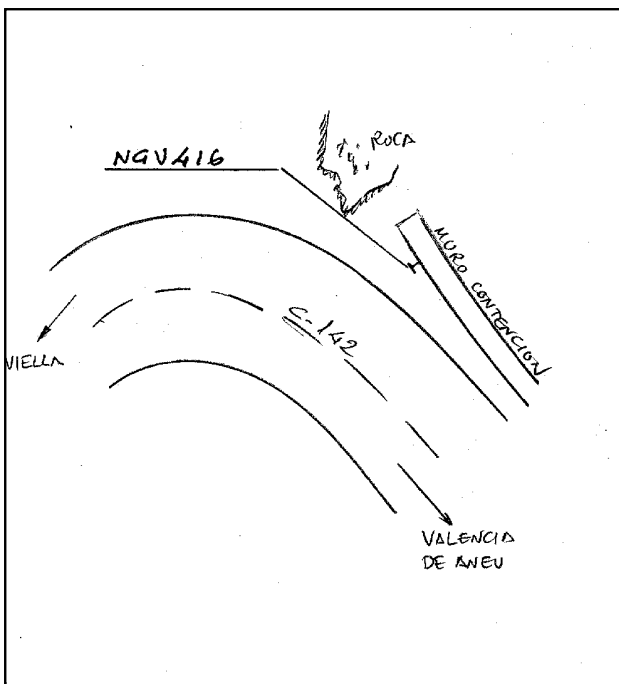 ROCA
NGV416
MURO CONTENCION
C-142
VIELLA
VALENCIA
DE ANEU